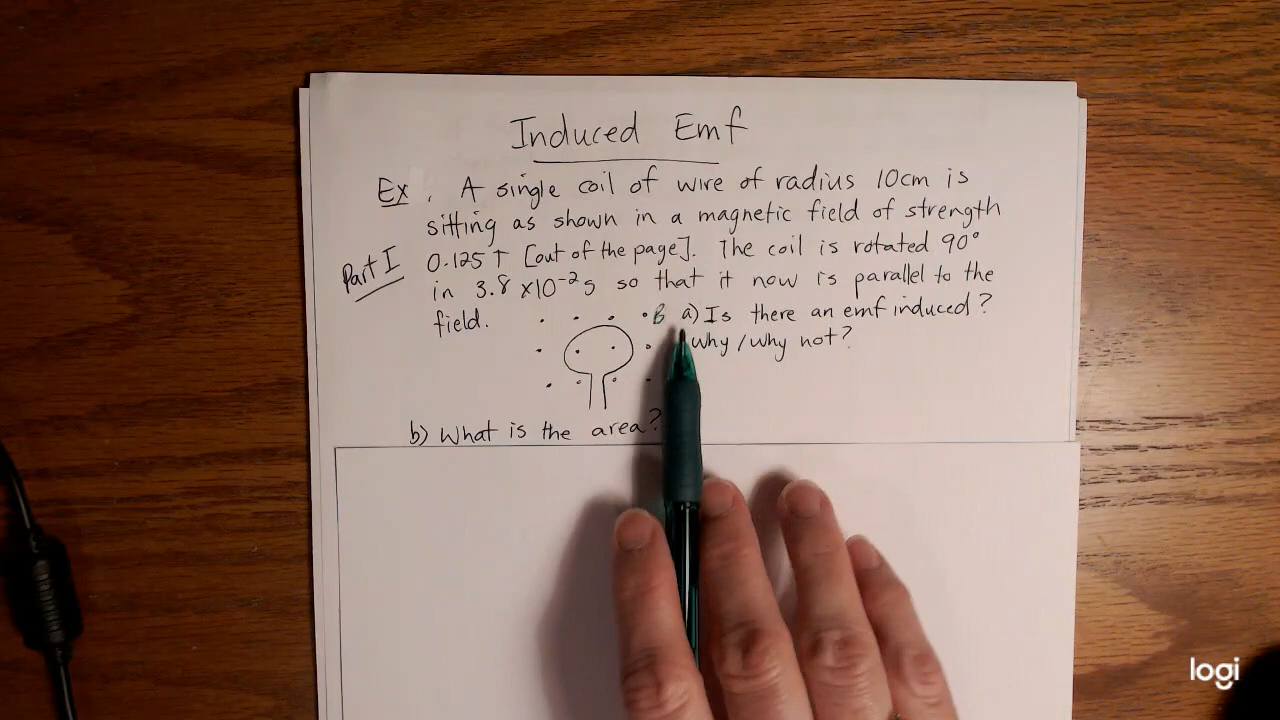 Induced Emf
Ex. A single coil of wire of radius 10cm is
sitting as shown in a magnetic field of strength
Part I
0.125T [out of the page]. The coil is rotated 90°
in 3.8 x10⁻² s so that it now is parallel to the
field.
B a) Is there an emf induced?
why / why not?
b) What is the area?
logi